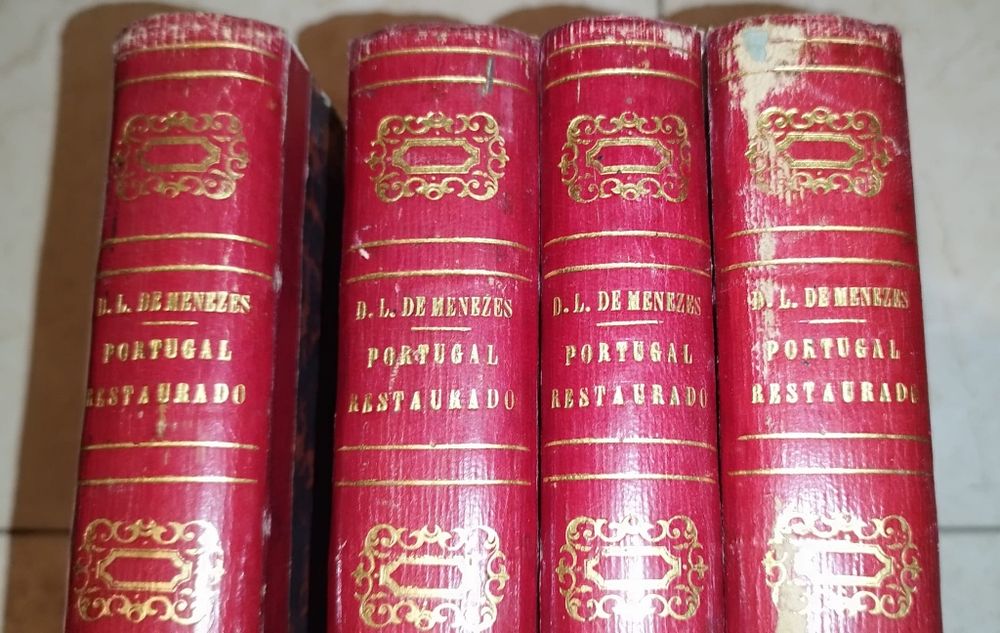 D. L. DE MENEZES
PORTUGAL
RESTAURADO
D. L. DE MENEZES
PORTUGAL
RESTAURADO
D. L. DE MENEZES
PORTUGAL
RESTAURADO
D. L. DE MENEZES
PORTUGAL
RESTAURADO